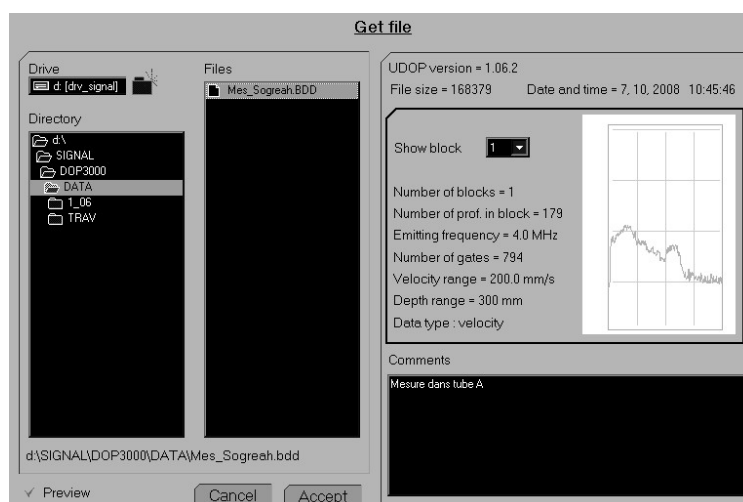 Get file
Drive
d: [drv_signal]
Directory
d:\
SIGNAL
DOP3000
DATA
1_06
TRAV
Files
Mes_Sogreah.BDD
d:\SIGNAL\DOP3000\DATA\Mes_Sogreah.bdd
Preview
Cancel
Accept
UDOP version = 1.06.2
File size = 168379 Date and time = 7, 10, 2008 10:45:46
Show block 1
Number of blocks = 1
Number of prof. in block = 179
Emitting frequency = 4.0 MHz
Number of gates = 794
Velocity range = 200.0 mm/s
Depth range = 300 mm
Data type : velocity
Comments
Mesure dans tube A